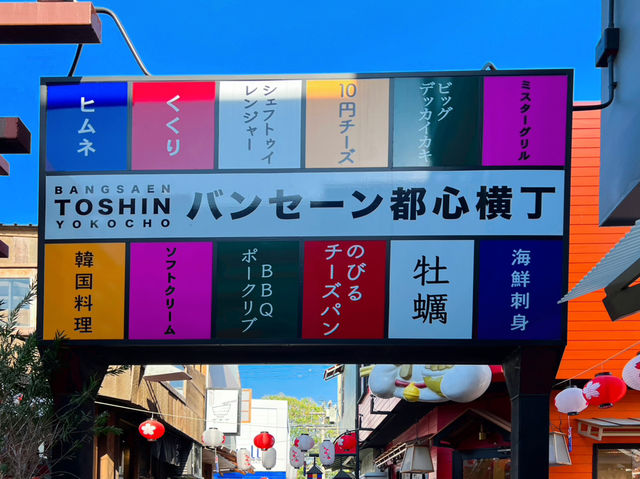 ヒムネ
くくり
シェフトゥイ
レンジャー
10円チーズ
ビッグ
デッカイカキ
ミスターグリル
BANGSAEN
TOSHIN
YOKOCHO
バンセーン都心横丁
韓国料理
ソフトクリーム
BBQ
ポークリブ
のびる
チーズパン
牡蠣
海鮮刺身